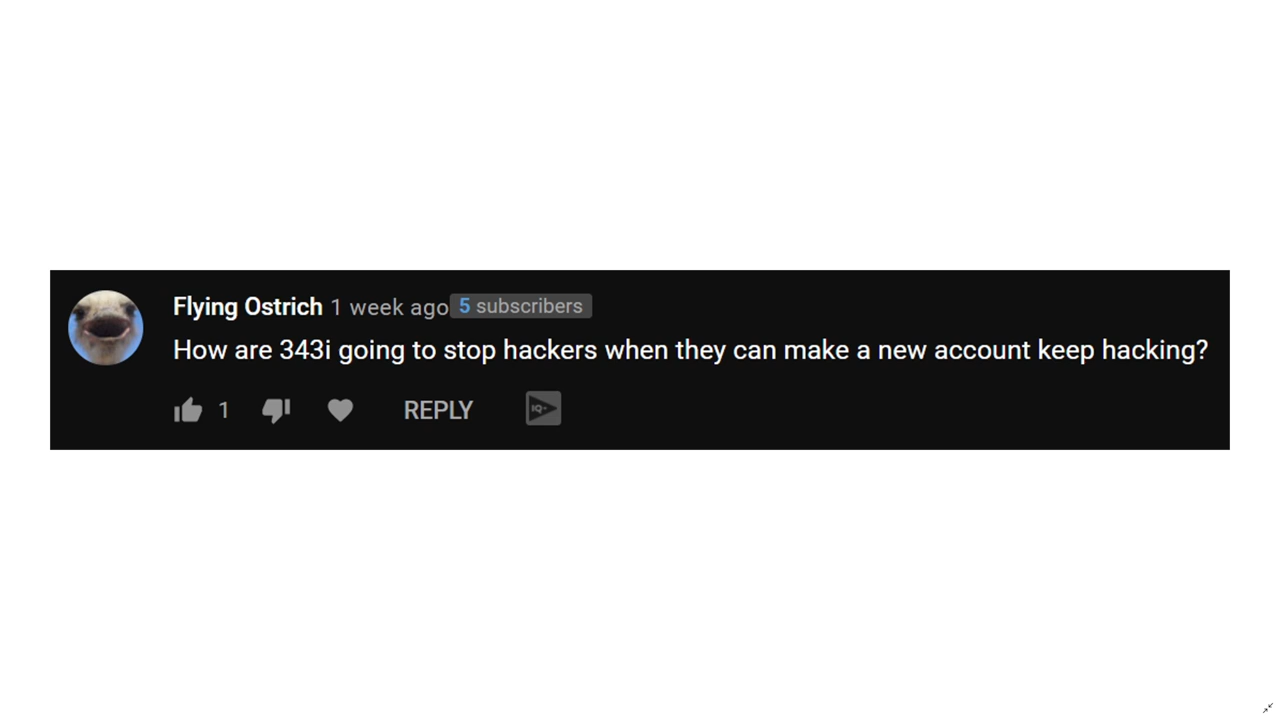 Flying Ostrich 1 week ago 5 subscribers
How are 343i going to stop hackers when they can make a new account keep hacking?
1 REPLY IQ+